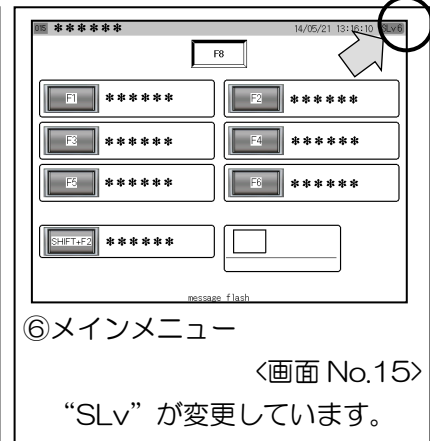 015 ******
14/05/21 13:16:10 SLv6
F8
F1 ******
F2 ******
F3 ******
F4 ******
F5 ******
F6 ******
SHIFT+F2 ******
message flash
⑥メインメニュー
<画面 No.15>
“SLv”が変更しています。